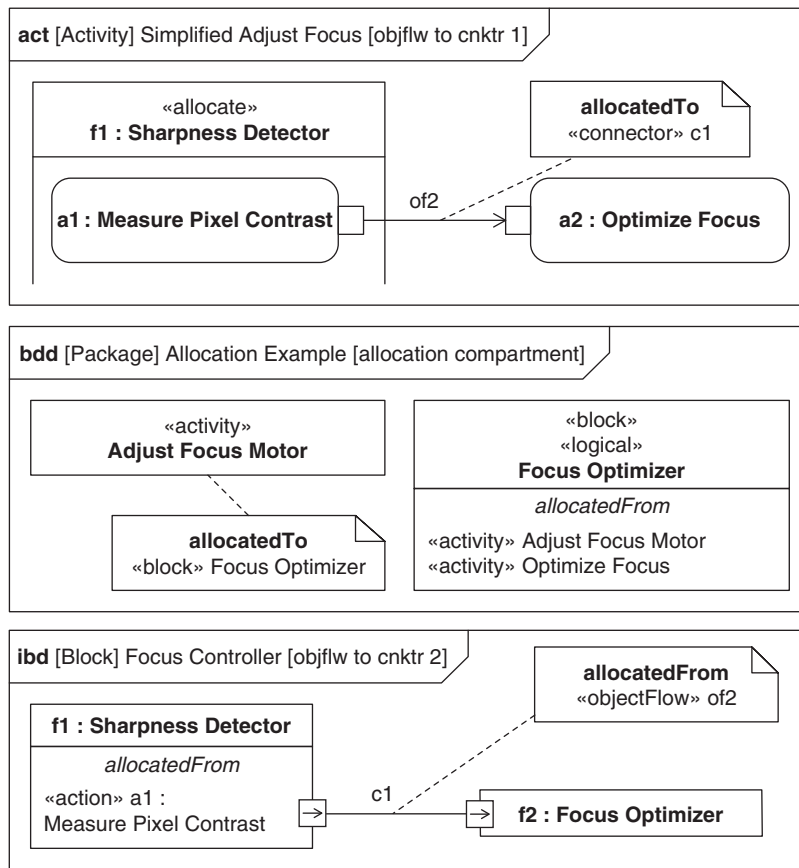 act [Activity] Simplified Adjust Focus [objflw to cnktr 1]
«allocate»
f1 : Sharpness Detector
allocatedTo
«connector» c1
a1 : Measure Pixel Contrast
of2
a2 : Optimize Focus
bdd [Package] Allocation Example [allocation compartment]
«activity»
Adjust Focus Motor
allocatedTo
«block» Focus Optimizer
«block»
«logical»
Focus Optimizer
allocatedFrom
«activity» Adjust Focus Motor
«activity» Optimize Focus
ibd [Block] Focus Controller [objflw to cnktr 2]
allocatedFrom
«objectFlow» of2
f1 : Sharpness Detector
allocatedFrom
«action» a1 :
Measure Pixel Contrast
c1
f2 : Focus Optimizer